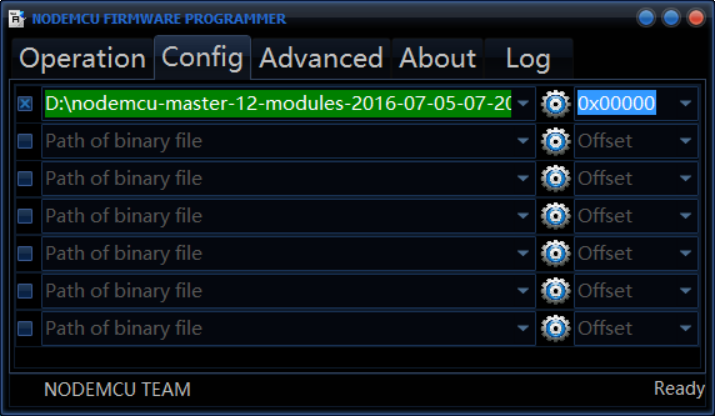 NODEMCU FIRMWARE PROGRAMMER
Operation Config Advanced About Log
D:\nodemcu-master-12-modules-2016-07-05-07-20 0x00000
Path of binary file Offset
Path of binary file Offset
Path of binary file Offset
Path of binary file Offset
Path of binary file Offset
Path of binary file Offset
NODEMCU TEAM Ready